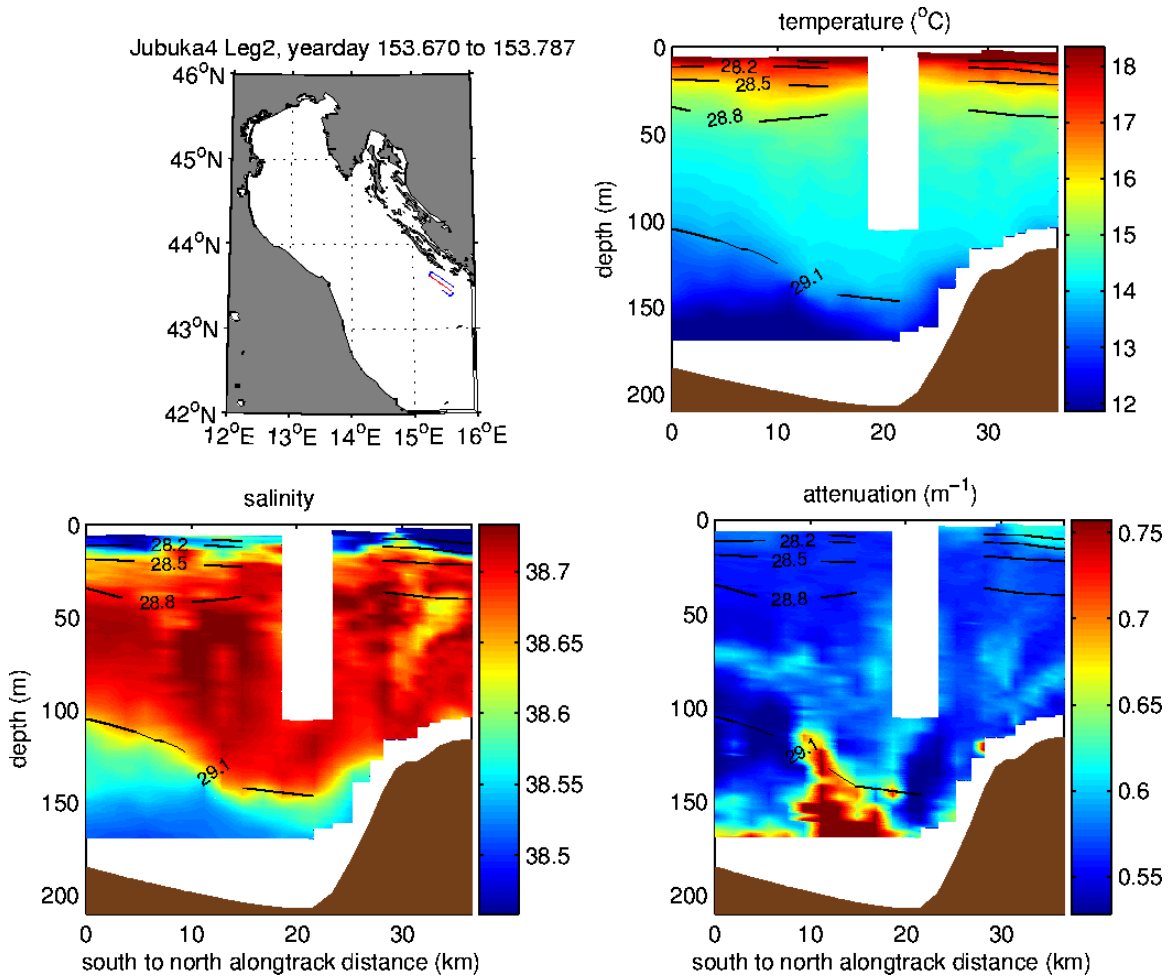 Jubuka4 Leg2, yearday 153.670 to 153.787
46°N
45°N
44°N
43°N
42°N
12°E 13°E 14°E 15°E 16°E
temperature (°C)
0
50
100
150
200
depth (m)
28.2
28.5
28.8
29.1
0 10 20 30
18
17
16
15
14
13
12
salinity
0
50
100
150
200
depth (m)
28.2
28.5
28.8
29.1
0 10 20 30
south to north alongtrack distance (km)
38.7
38.65
38.6
38.55
38.5
attenuation (m⁻¹)
0
50
100
150
200
28.2
28.5
28.8
29.1
0 10 20 30
south to north alongtrack distance (km)
0.75
0.7
0.65
0.6
0.55